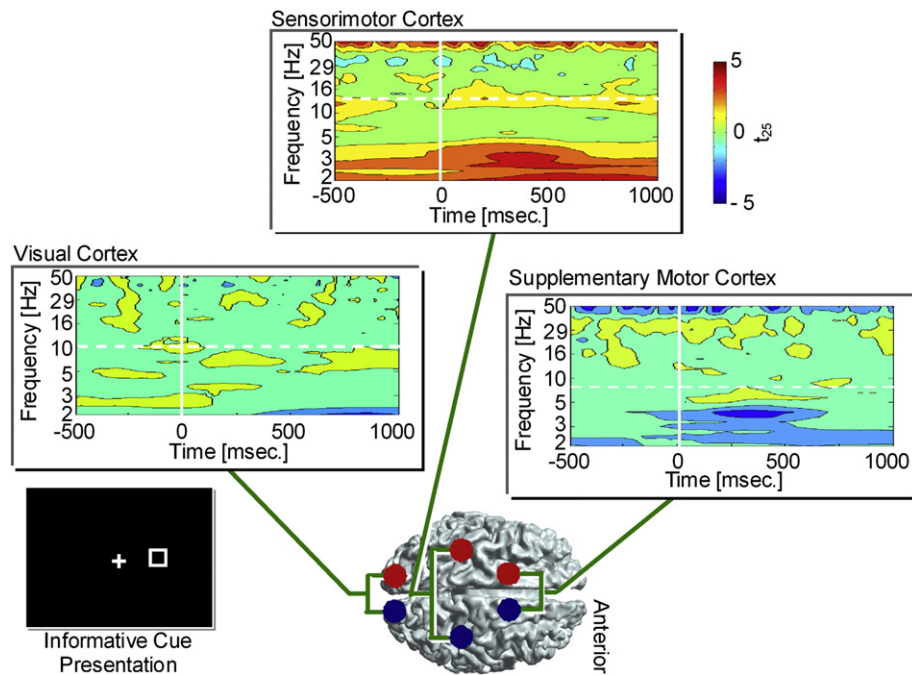 Sensorimotor Cortex
Frequency [Hz]
50
29
16
10
5
3
2
-500
0
500
1000
Time [msec.]
5
0
- 5
t25
Visual Cortex
Frequency [Hz]
50
29
16
10
5
3
2
-500
0
500
1000
Time [msec.]
Supplementary Motor Cortex
Frequency [Hz]
50
29
16
10
5
3
2
-500
0
500
1000
Time [msec.]
Informative Cue
Presentation
Anterior